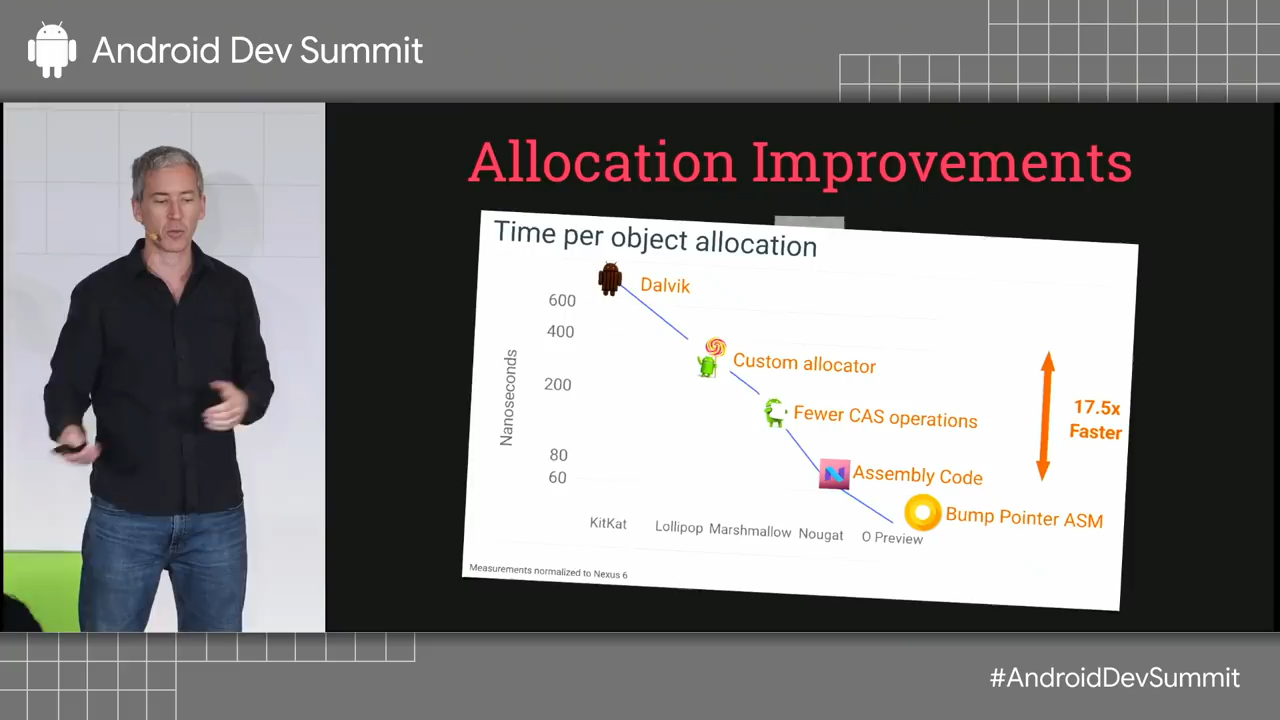 Android Dev Summit
Allocation Improvements
Time per object allocation
Dalvik
600
400
Custom allocator
200
Nanoseconds
Fewer CAS operations
17.5x
Faster
80
60
Assembly Code
Bump Pointer ASM
KitKat
Lollipop
Marshmallow
Nougat
O Preview
Measurements normalized to Nexus 6
#AndroidDevSummit